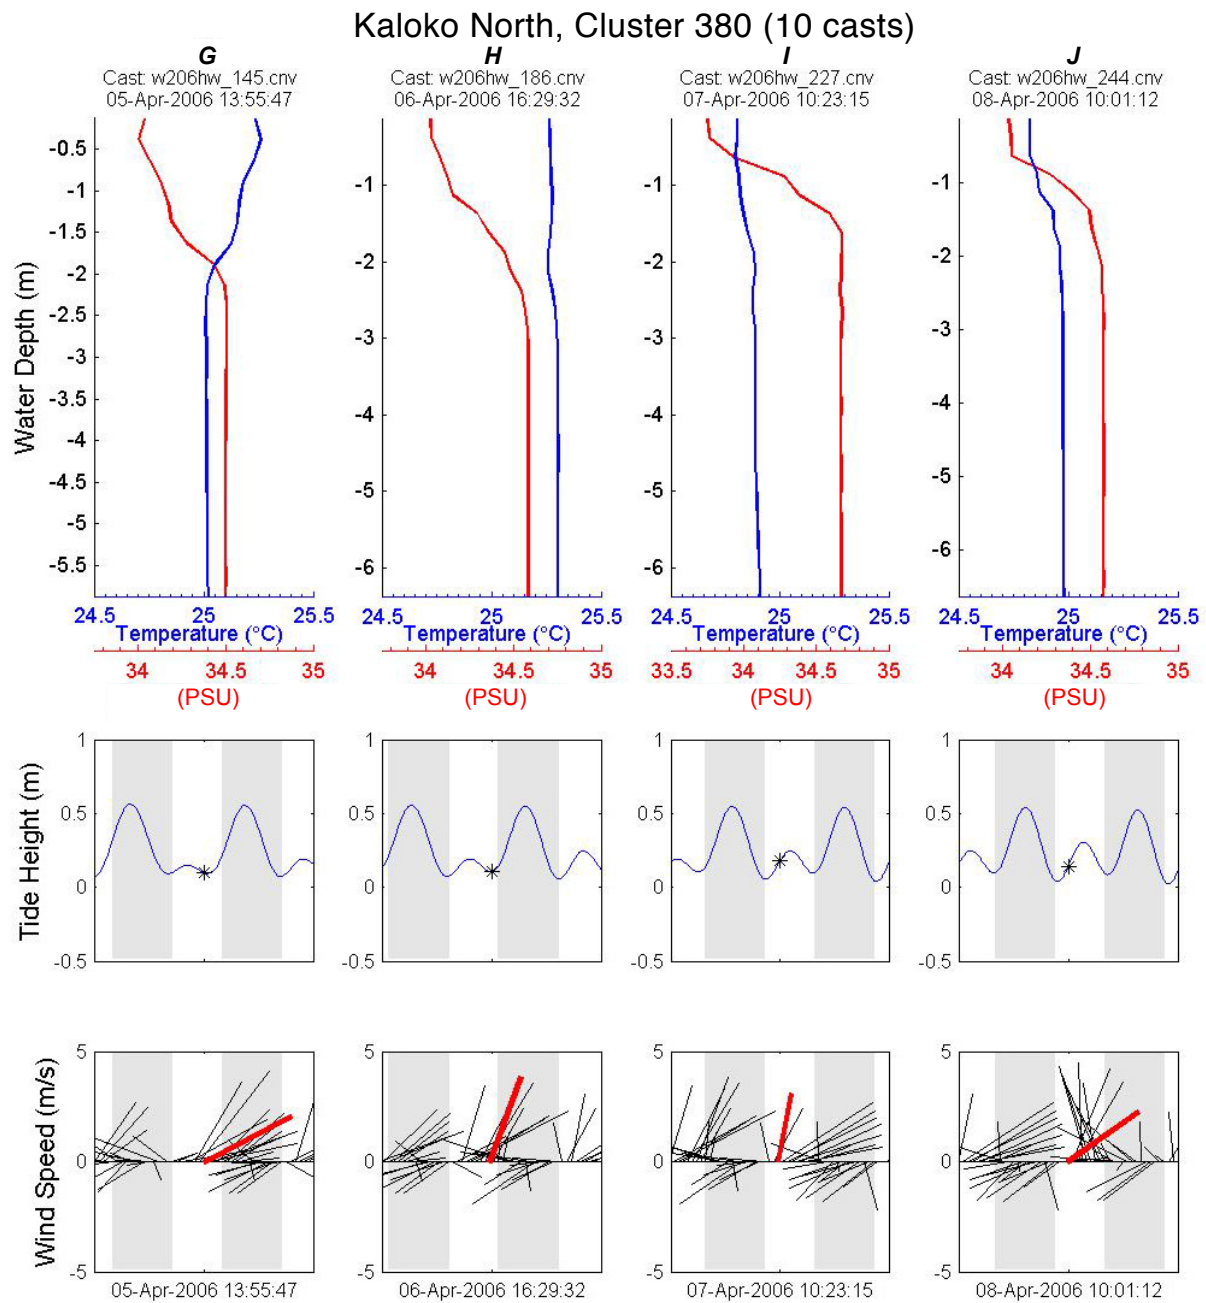 Kaloko North, Cluster 380 (10 casts)
G H I J
Cast: w206hw_145.cnv Cast: w206hw_186.cnv Cast: w206hw_227.cnv Cast: w206hw_244.cnv
05-Apr-2006 13:55:47 06-Apr-2006 16:29:32 07-Apr-2006 10:23:15 08-Apr-2006 10:01:12
Water Depth (m)
-0.5
-1
-1.5
-2
-2.5
-3
-3.5
-4
-4.5
-5
-5.5
-1
-2
-3
-4
-5
-6
-1
-2
-3
-4
-5
-6
-1
-2
-3
-4
-5
-6
24.5 25 25.5 24.5 25 25.5 24.5 25 25.5 24.5 25 25.5
Temperature (°C) Temperature (°C) Temperature (°C) Temperature (°C)
34 34.5 35 34 34.5 35 33.5 34 34.5 35 34 34.5 35
(PSU) (PSU) (PSU) (PSU)
Tide Height (m)
1 1 1 1
0.5 0.5 0.5 0.5
0 0 0 0
-0.5 -0.5 -0.5 -0.5
Wind Speed (m/s)
5 5 5 5
0 0 0 0
-5 -5 -5 -5
05-Apr-2006 13:55:47 06-Apr-2006 16:29:32 07-Apr-2006 10:23:15 08-Apr-2006 10:01:12